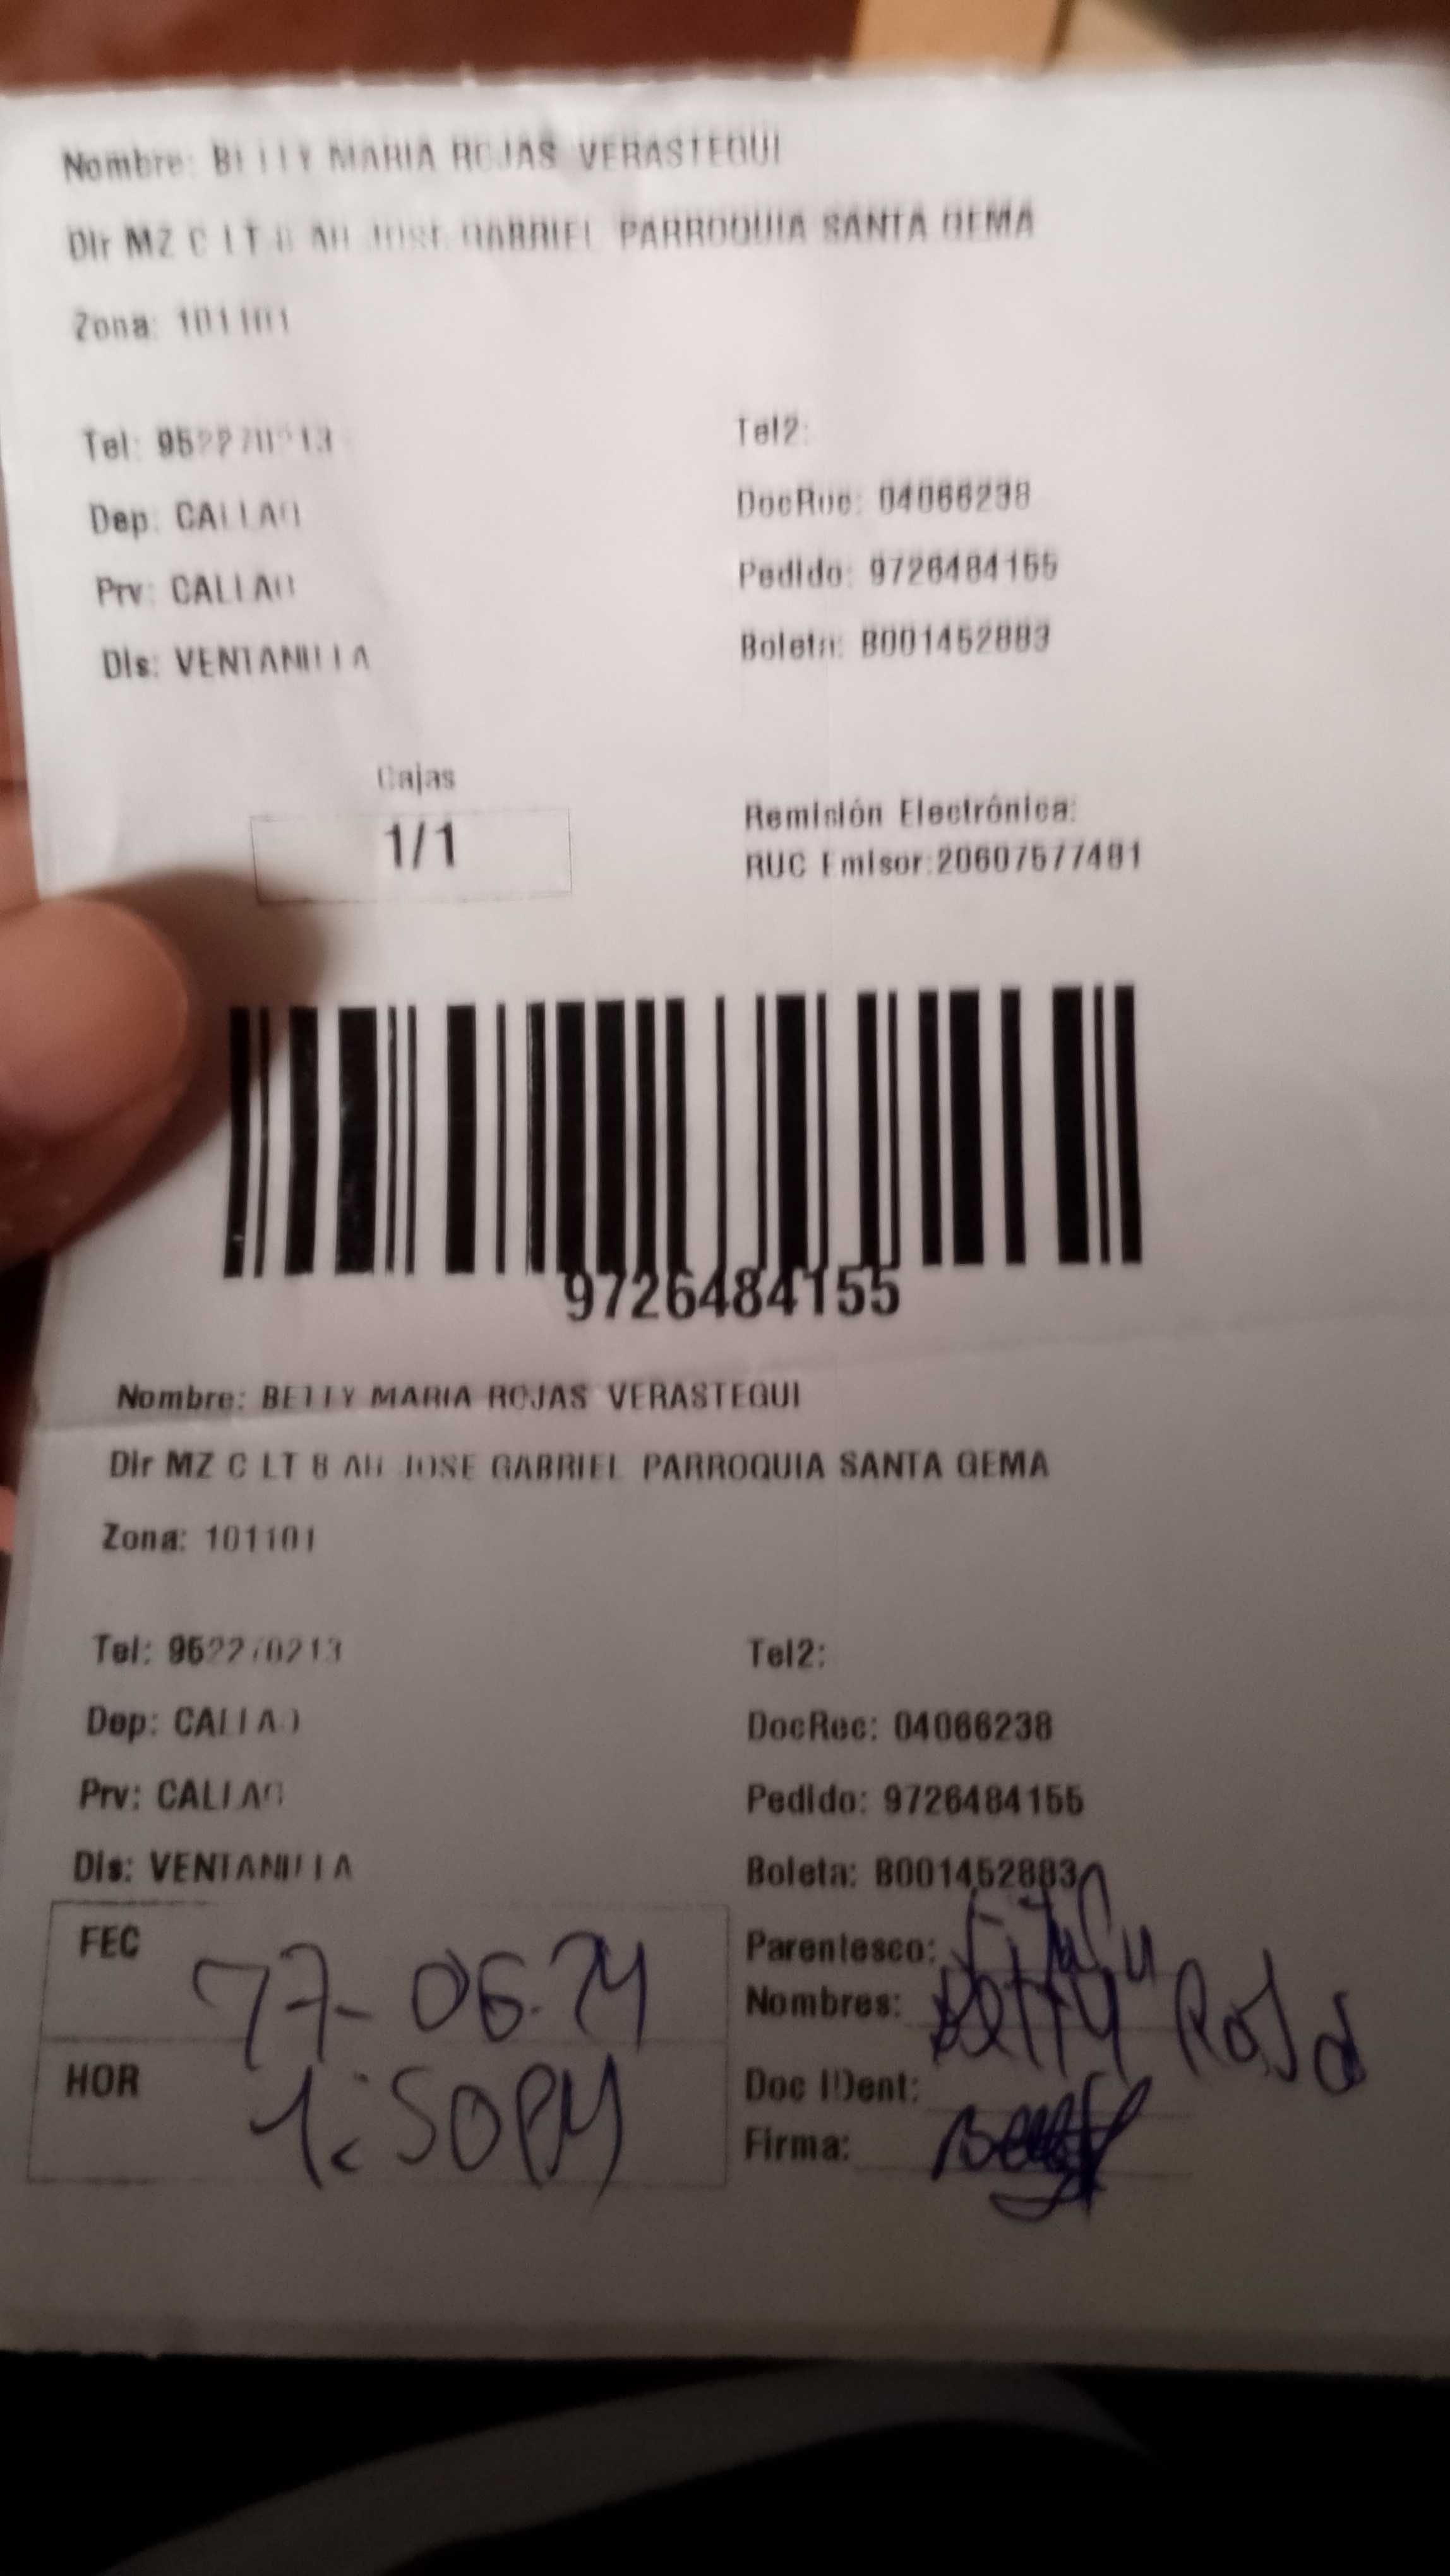 Nombre: BETTY MARIA ROJAS VERASTEGUI
Dir MZ C LT 8 AH JOSE GABRIEL PARROQUIA SANTA GEMA
Zona: 101101
Tel: 952270213 Tel2:
Dep: CALLAO DocRec: 04066238
Prv: CALLAO Pedido: 9726484155
Dis: VENTANILLA Boleta: B001452883
Cajas
1/1
Remisión Electrónica:
RUC Emisor:20607577481
9726484155
Nombre: BETTY MARIA ROJAS VERASTEGUI
Dir MZ C LT 8 AH JOSE GABRIEL PARROQUIA SANTA GEMA
Zona: 101101
Tel: 952270213 Tel2:
Dep: CALLAO DocRec: 04066238
Prv: CALLAO Pedido: 9726484155
Dis: VENTANILLA Boleta: B001452883
FEC
Parentesco:
Nombres: Betty Rojas
HOR 1:50PM
Doc IDent:
Firma: